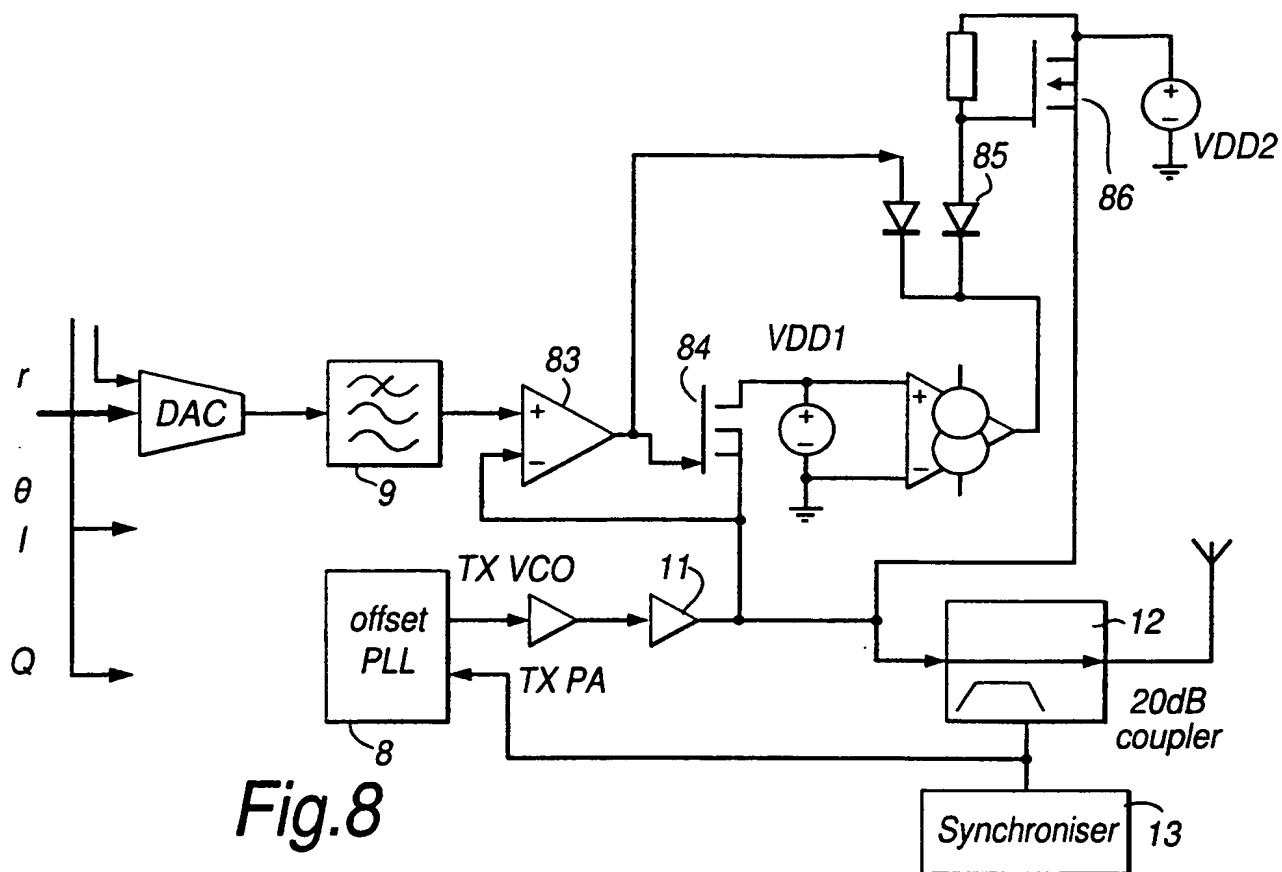 85
86
+
-
VDD2
r
DAC
9
83
+
-
84
VDD1
+
-
+
-
θ
I
Q
offset
PLL
8
TX VCO
11
TX PA
12
20dB
coupler
Synchroniser
13
Fig.8